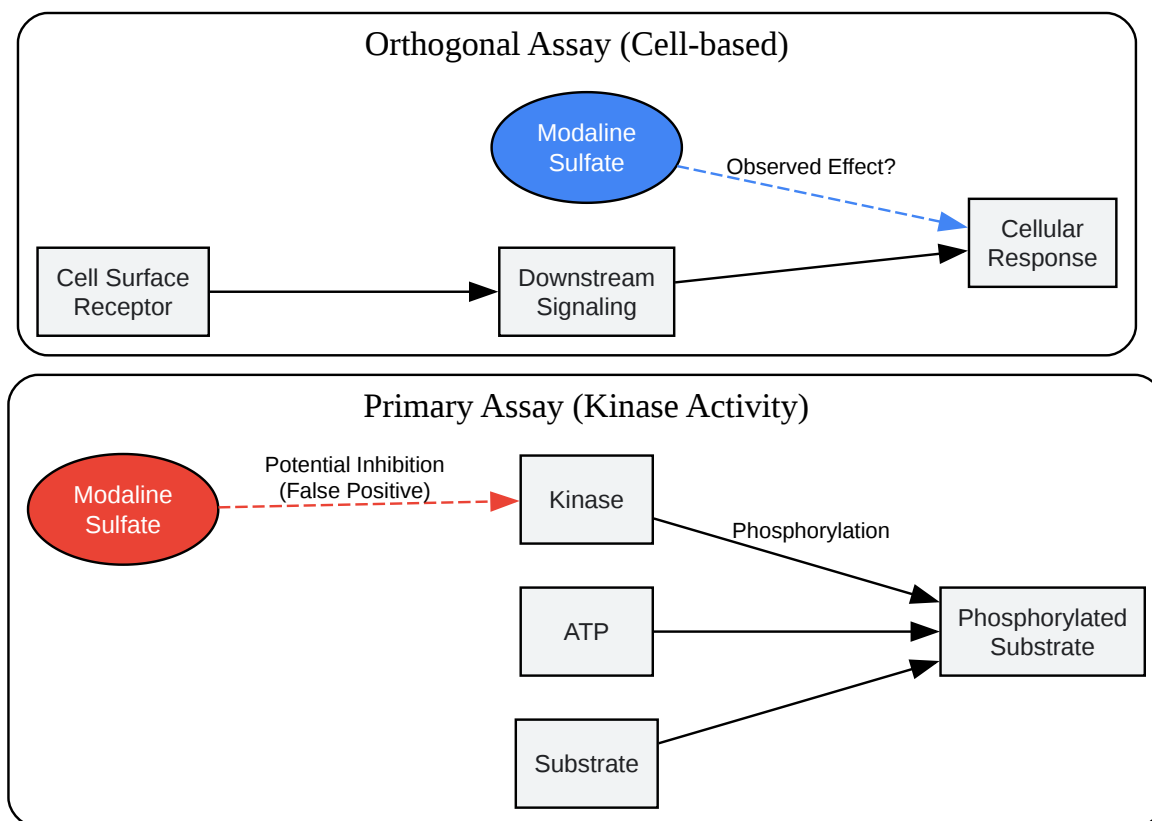 Orthogonal Assay (Cell-based)
Modaline
Sulfate
Observed Effect?
Cellular
Response
Cell Surface
Receptor
Downstream
Signaling
Primary Assay (Kinase Activity)
Modaline
Sulfate
Potential Inhibition
(False Positive)
Kinase
Phosphorylation
ATP
Phosphorylated
Substrate
Substrate